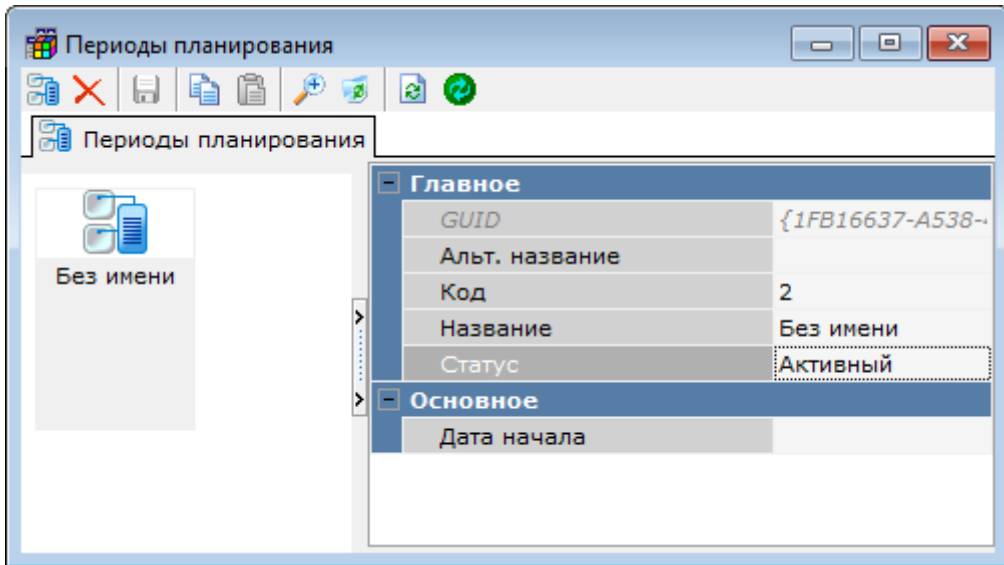 Периоды планирования
Периоды планирования
Без имени
Главное
GUID {1FB16637-A538-
Альт. название
Код 2
Название Без имени
Статус Активный
Основное
Дата начала